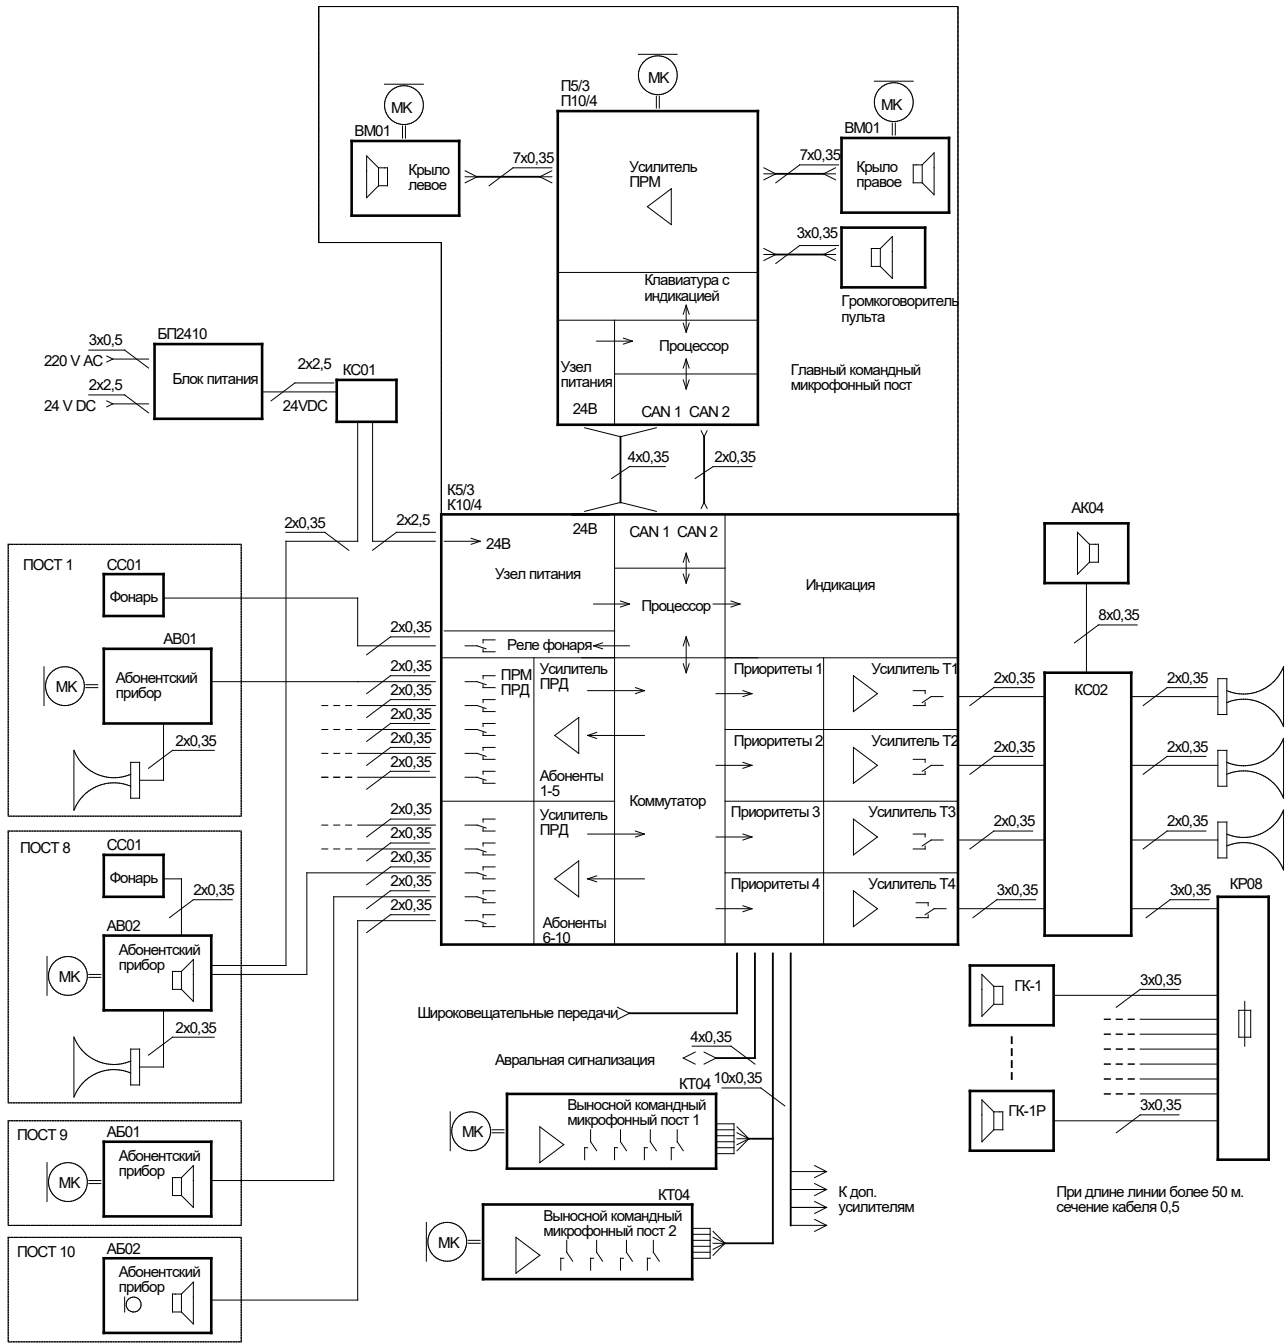 МК
П5/3
П10/4
МК
ВМ01
Крыло
левое
7х0,35
Усилитель
ПРМ
7х0,35
МК
ВМ01
Крыло
правое
3х0,35
Громкоговоритель
пульта
Клавиатура с
индикацией
Процессор
Узел
питания
24В
CAN 1
CAN 2
Главный командный
микрофонный пост
3х0,5
220 V AC
2х2,5
24 V DC
БП2410
Блок питания
2х2,5
24VDC
КС01
4х0,35
2х0,35
К5/3
К10/4
2х0,35
2х2,5
24В
24В
Узел питания
CAN 1
CAN 2
Процессор
Индикация
Реле фонаря
ПОСТ 1
СС01
Фонарь
АВ01
МК
Абонентский
прибор
2х0,35
2х0,35
2х0,35
2х0,35
2х0,35
2х0,35
2х0,35
ПРМ
ПРД
Усилитель
ПРД
Абоненты
1-5
Коммутатор
Приоритеты 1
Усилитель Т1
Приоритеты 2
Усилитель Т2
Приоритеты 3
Усилитель Т3
Приоритеты 4
Усилитель Т4
Усилитель
ПРД
Абоненты
6-10
2х0,35
2х0,35
2х0,35
2х0,35
2х0,35
ПОСТ 8
СС01
Фонарь
2х0,35
АВ02
МК
Абонентский
прибор
2х0,35
ПОСТ 9
АБ01
МК
Абонентский
прибор
ПОСТ 10
АБ02
Абонентский
прибор
АК04
8х0,35
КС02
2х0,35
2х0,35
2х0,35
2х0,35
2х0,35
2х0,35
3х0,35
3х0,35
КР08
ГК-1
3х0,35
ГК-1Р
3х0,35
При длине линии более 50 м.
сечение кабеля 0,5
Широковещательные передачи
4х0,35
Авральная сигнализация
10х0,35
КТ04
МК
Выносной командный
микрофонный пост 1
КТ04
МК
Выносной командный
микрофонный пост 2
К доп.
усилителям